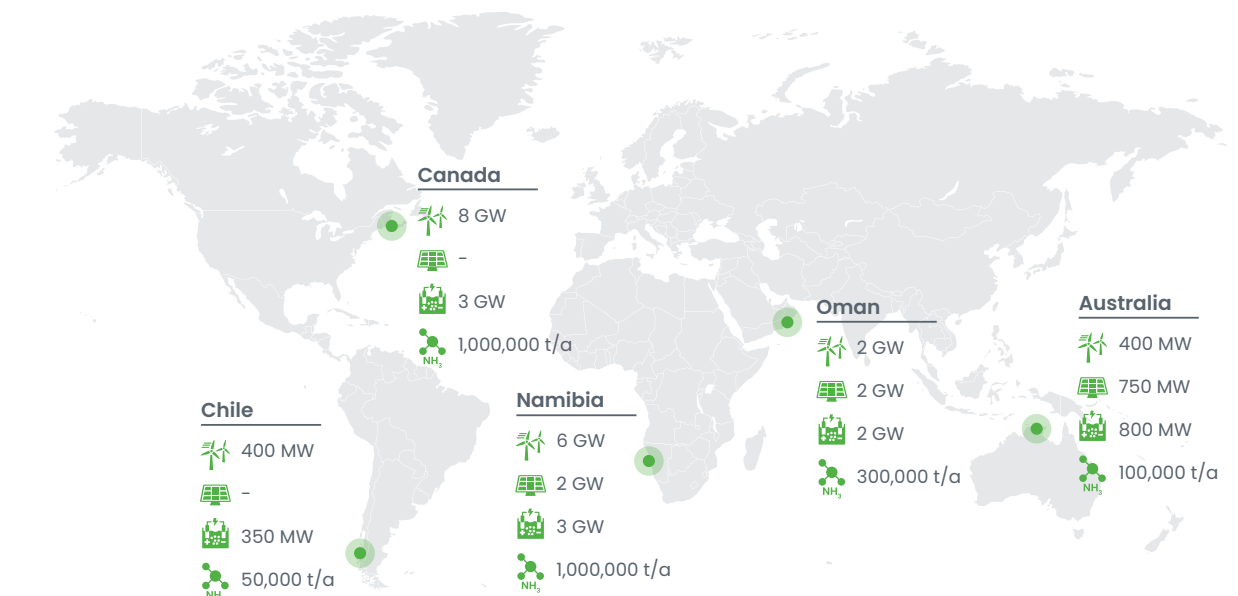 Canada
8 GW
-
3 GW
1,000,000 t/a
NH3
Oman
2 GW
2 GW
2 GW
300,000 t/a
NH3
Australia
400 MW
750 MW
800 MW
100,000 t/a
NH3
Chile
400 MW
-
350 MW
50,000 t/a
NH
Namibia
6 GW
2 GW
3 GW
1,000,000 t/a
NH3